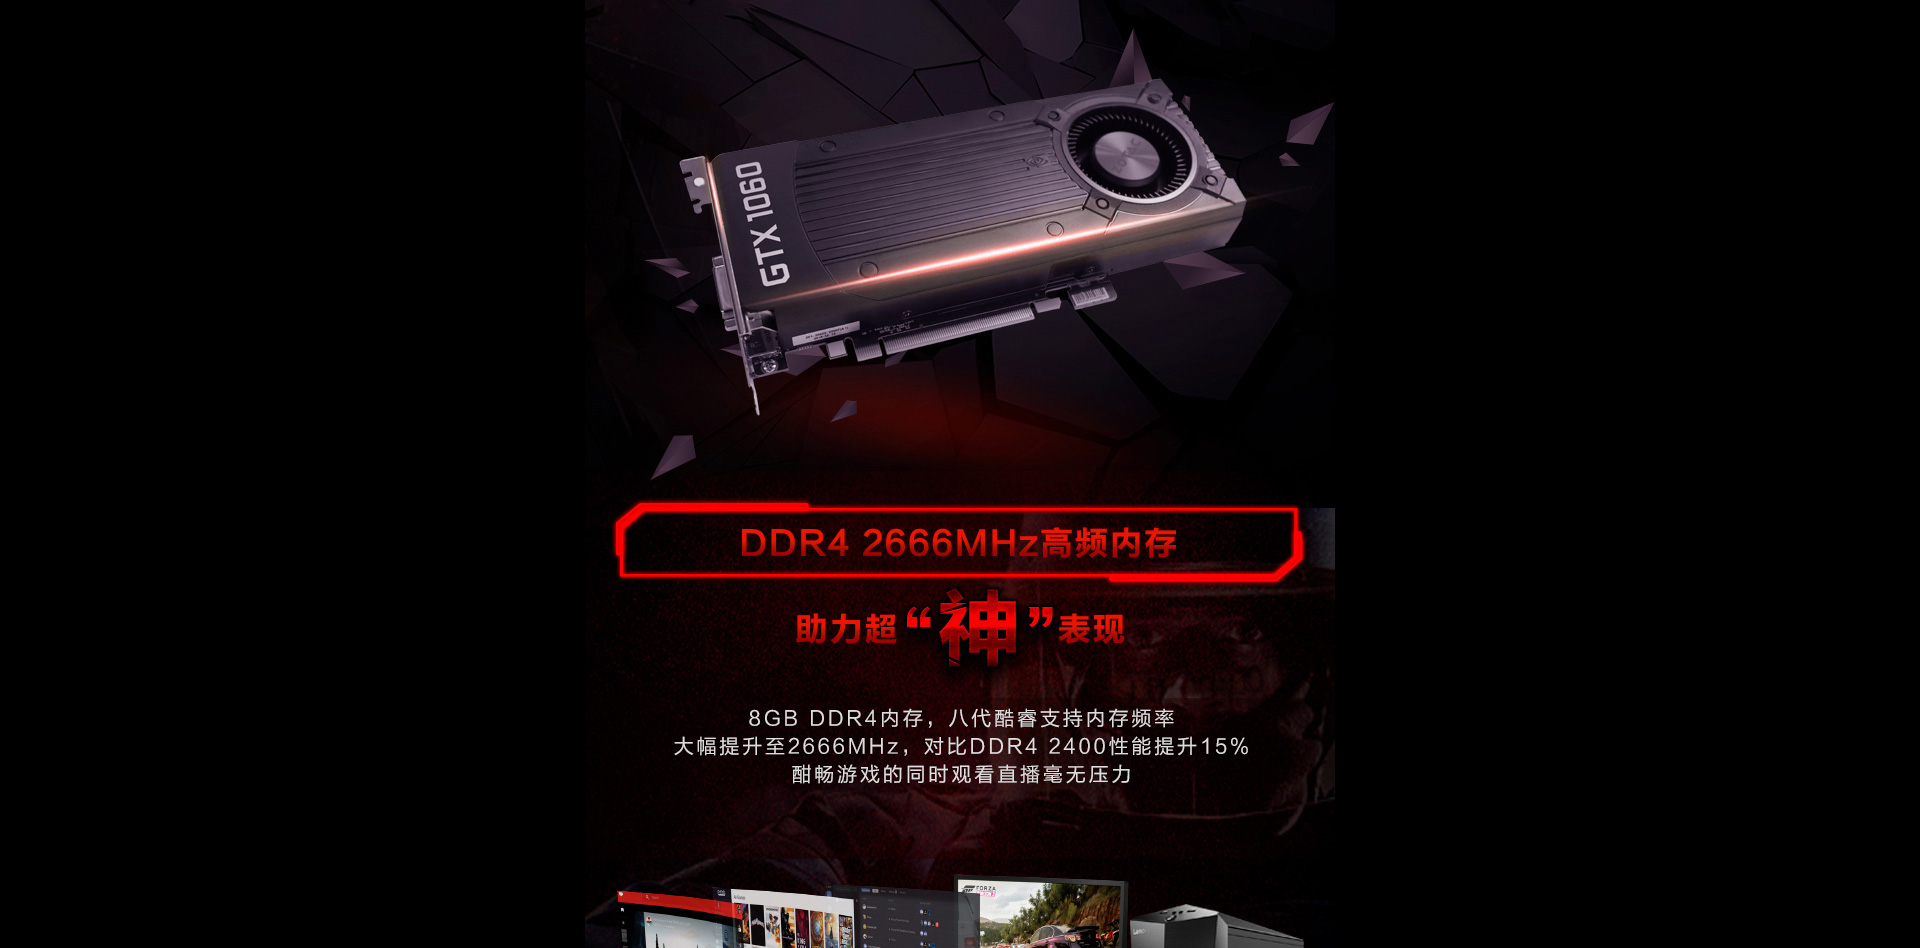 GTX 1060
DDR4 2666MHz高频内存
助力超“神”表现
8GB DDR4内存，八代酷睿支持内存频率
大幅提升至2666MHz，对比DDR4 2400性能提升15%
酣畅游戏的同时观看直播毫无压力
FORZA